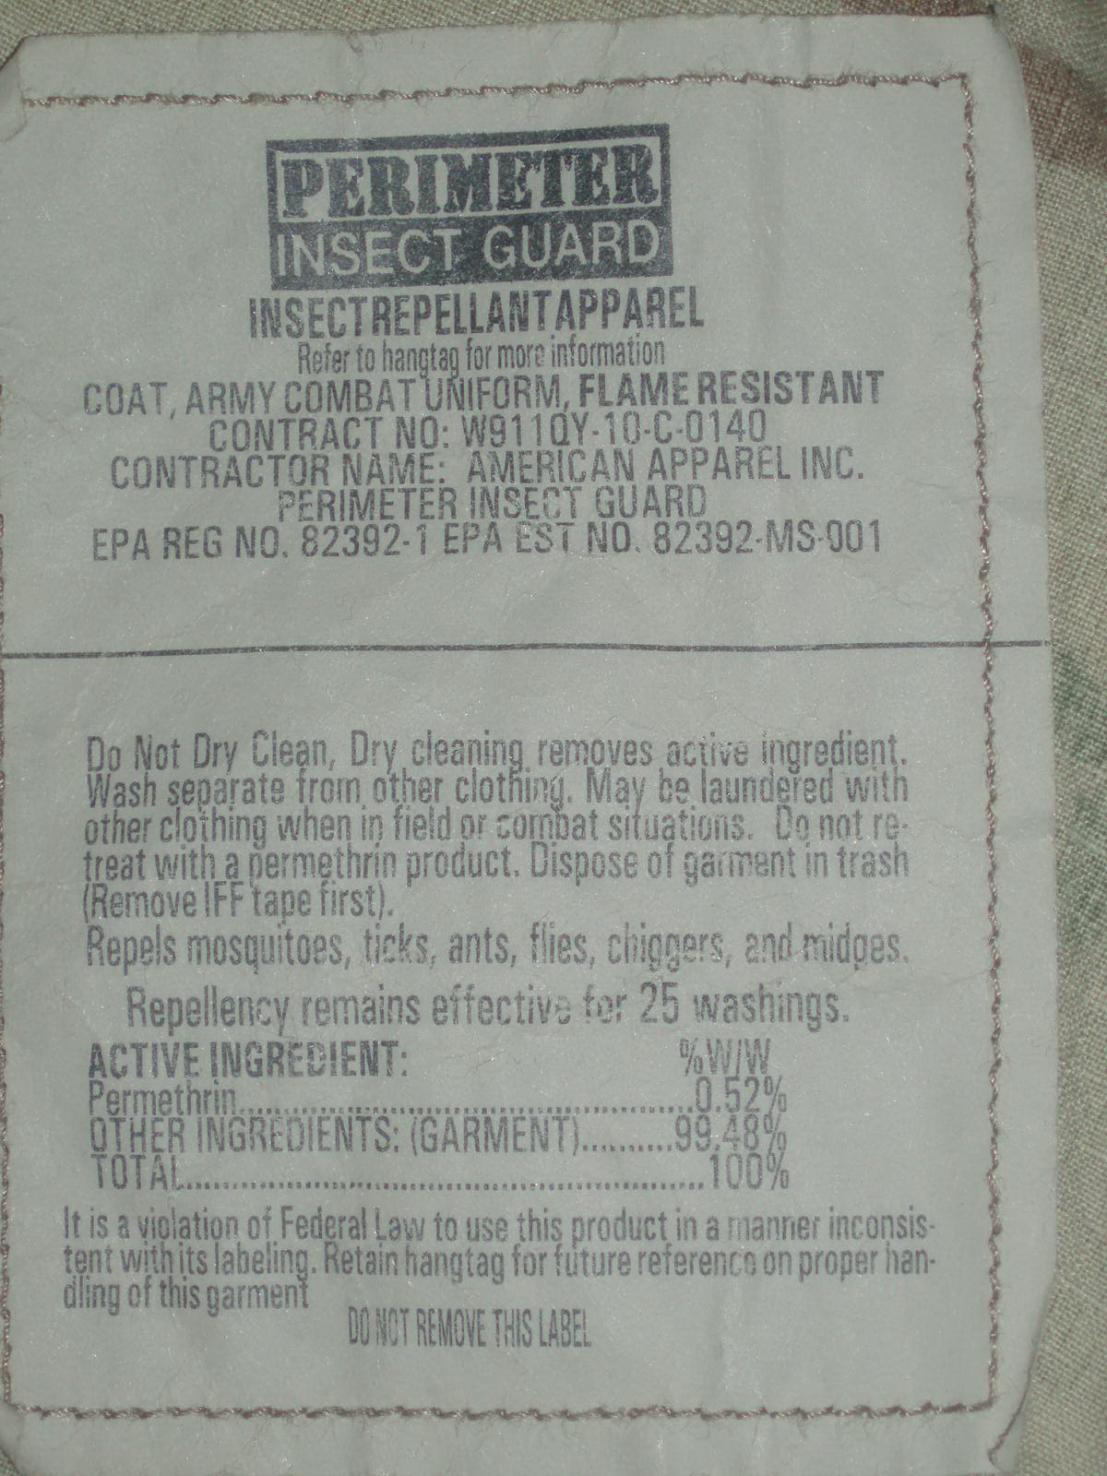 PERIMETER
INSECT GUARD
INSECT REPELLANT APPAREL
Refer to hangtag for more information
COAT, ARMY COMBAT UNIFORM, FLAME RESISTANT
CONTRACT NO: W911QY-10-C-0140
CONTRACTOR NAME: AMERICAN APPAREL INC.
PERIMETER INSECT GUARD
EPA REG NO. 82392-1 EPA EST NO. 82392-MS-001
Do Not Dry Clean, Dry cleaning removes active ingredient.
Wash separate from other clothing. May be laundered with
other clothing when in field or combat situations. Do not re-
treat with a permethrin product. Dispose of garment in trash
(Remove IFF tape first).
Repels mosquitoes, ticks, ants, flies, chiggers, and midges.
Repellency remains effective for 25 washings.
ACTIVE INGREDIENT: %W/W
Permethrin..........0.52%
OTHER INGREDIENTS: (GARMENT)..........99.48%
TOTAL..........100%
It is a violation of Federal Law to use this product in a manner inconsis-
tent with its labeling. Retain hangtag for future reference on proper han-
dling of this garment
DO NOT REMOVE THIS LABEL